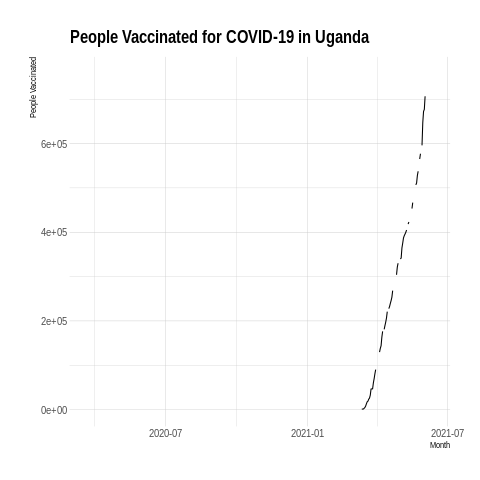 People Vaccinated for COVID-19 in Uganda
People Vaccinated
6e+05
4e+05
2e+05
0e+00
2020-07
2021-01
2021-07
Month